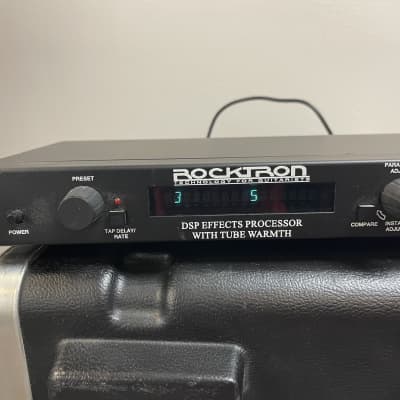 ROCKTRON
TECHNOLOGY FOR GUITARISTS
PRESET
3 5
POWER
TAP DELAY/
RATE
DSP EFFECTS PROCESSOR
WITH TUBE WARMTH
COMPARE